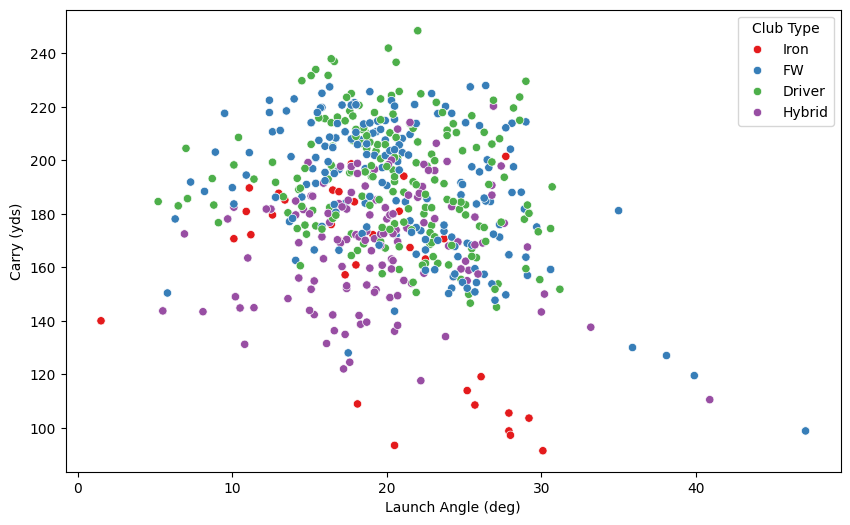 Club Type
Iron
FW
Driver
Hybrid
240
220
200
180
160
140
120
100
Carry (yds)
0 10 20 30 40
Launch Angle (deg)